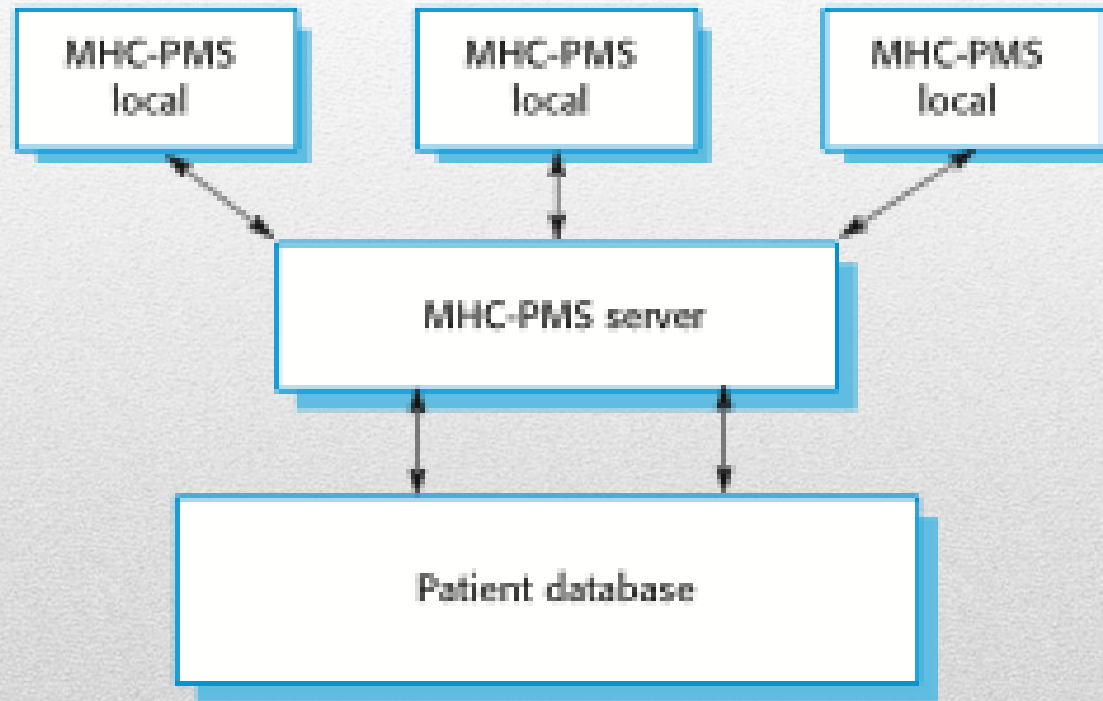 MHC-PMS
local
MHC-PMS
local
MHC-PMS
local
MHC-PMS server
Patient database